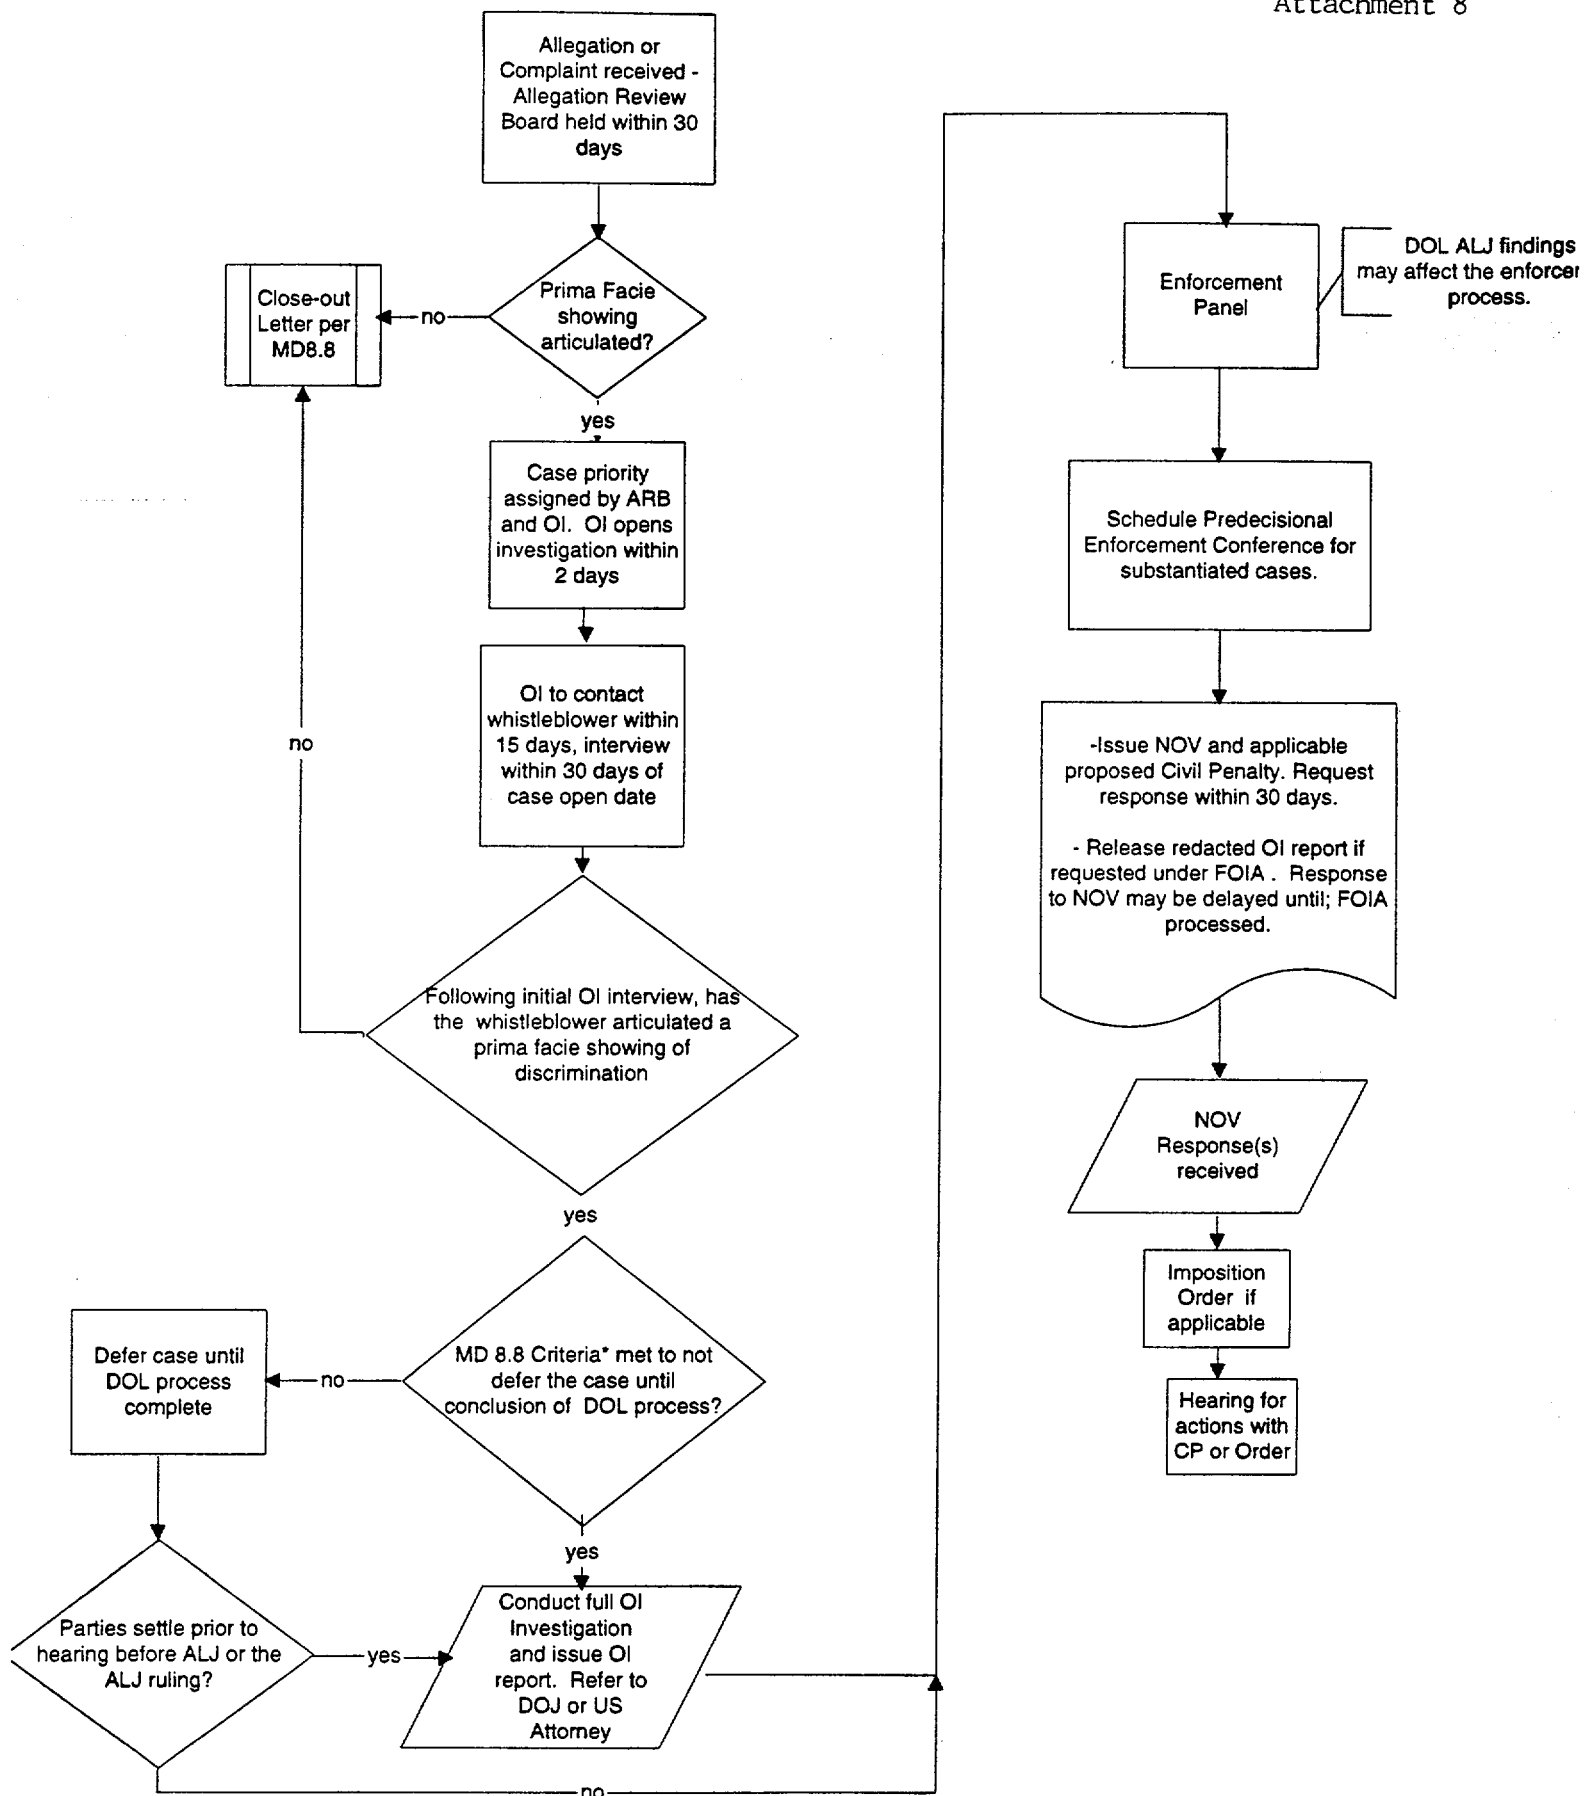 Attachment 8
Allegation or
Complaint received -
Allegation Review
Board held within 30
days
Prima Facie
showing
articulated?
no
Close-out
Letter per
MD8.8
yes
Case priority
assigned by ARB
and OI. OI opens
investigation within
2 days
OI to contact
whistleblower within
15 days, interview
within 30 days of
case open date
no
Following initial OI interview, has
the whistleblower articulated a
prima facie showing of
discrimination
yes
MD 8.8 Criteria* met to not
defer the case until
conclusion of DOL process?
no
Defer case until
DOL process
complete
yes
Parties settle prior to
hearing before ALJ or the
ALJ ruling?
yes
Conduct full OI
Investigation
and issue OI
report. Refer to
DOJ or US
Attorney
no
Enforcement
Panel
DOL ALJ findings
may affect the enforcer
process.
Schedule Predecisional
Enforcement Conference for
substantiated cases.
-Issue NOV and applicable
proposed Civil Penalty. Request
response within 30 days.
- Release redacted OI report if
requested under FOIA . Response
to NOV may be delayed until; FOIA
processed.
NOV
Response(s)
received
Imposition
Order if
applicable
Hearing for
actions with
CP or Order